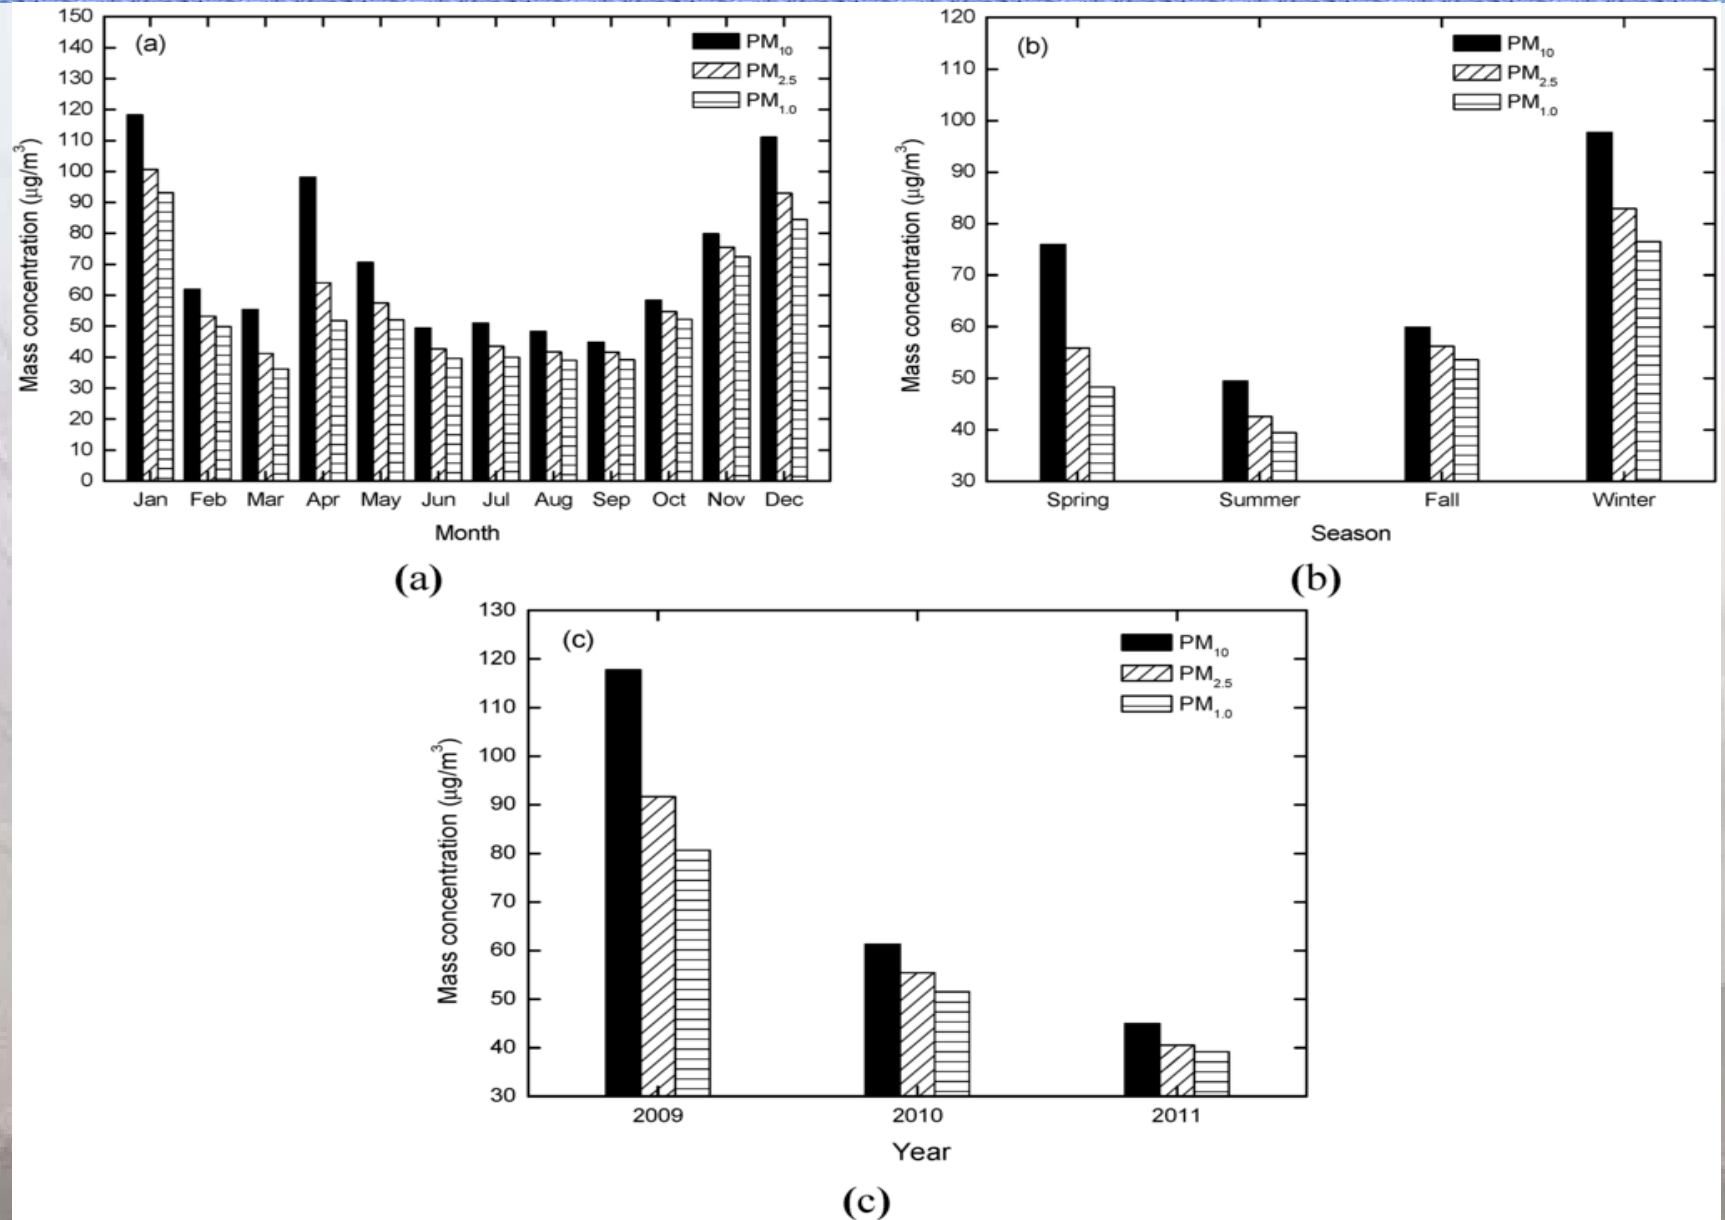 (a)
PM10
PM2.5
PM1.0
150
140
130
120
110
100
90
80
70
60
50
40
30
20
10
0
Mass concentration (μg/m³)
Jan Feb Mar Apr May Jun Jul Aug Sep Oct Nov Dec
Month
(a)
(b)
PM10
PM2.5
PM1.0
120
110
100
90
80
70
60
50
40
30
Mass concentration (μg/m³)
Spring Summer Fall Winter
Season
(b)
(c)
PM10
PM2.5
PM1.0
130
120
110
100
90
80
70
60
50
40
30
Mass concentration (μg/m³)
2009 2010 2011
Year
(c)